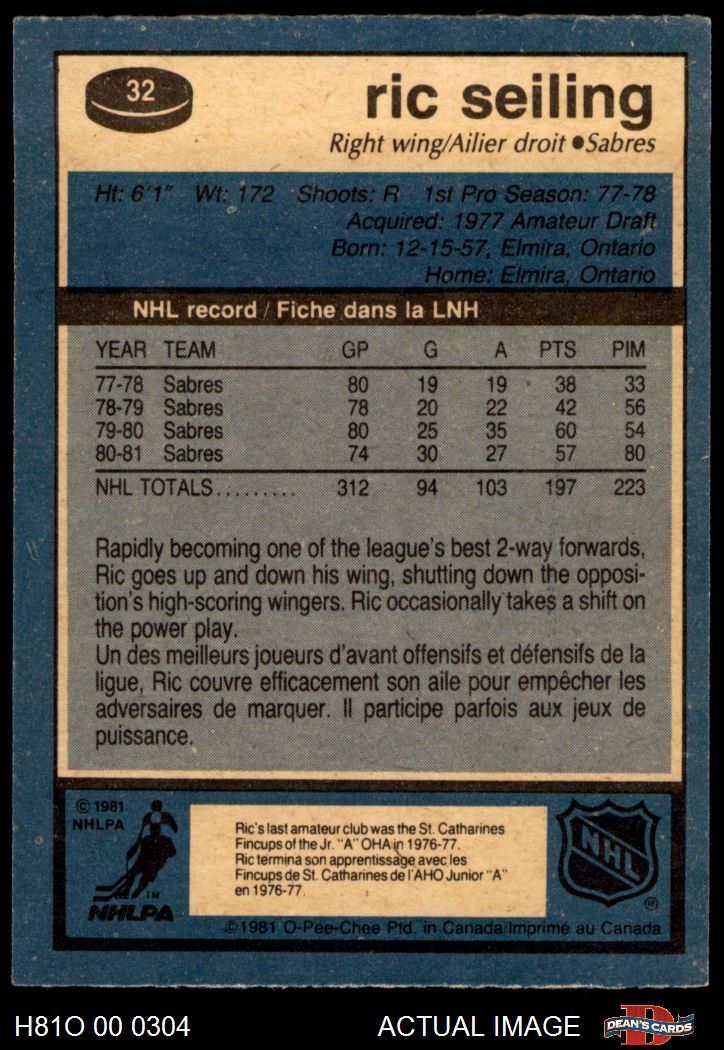 32
ric seiling
Right wing/Ailier droit ●Sabres
Ht: 6'1" Wt: 172 Shoots: R 1st Pro Season: 77-78
Acquired: 1977 Amateur Draft
Born: 12-15-57, Elmira, Ontario
Home: Elmira, Ontario
NHL record / Fiche dans la LNH
YEAR TEAM GP G A PTS PIM
77-78 Sabres 80 19 19 38 33
78-79 Sabres 78 20 22 42 56
79-80 Sabres 80 25 35 60 54
80-81 Sabres 74 30 27 57 80
NHL TOTALS......... 312 94 103 197 223
Rapidly becoming one of the league's best 2-way forwards,
Ric goes up and down his wing, shutting down the opposi-
tion's high-scoring wingers. Ric occasionally takes a shift on
the power play.
Un des meilleurs joueurs d'avant offensifs et défensifs de la
ligue, Ric couvre efficacement son aile pour empêcher les
adversaires de marquer. Il participe parfois aux jeux de
puissance.
© 1981
NHLPA
TM
NHLPA
Ric's last amateur club was the St. Catharines
Fincups of the Jr. "A" OHA in 1976-77.
Ric termina son apprentissage avec les
Fincups de St. Catharines de l'AHO Junior "A"
en 1976-77.
NHL
©1981 O-Pee-Chee Ptd. in Canada/Imprimé au Canada
H81O 00 0304
ACTUAL IMAGE
D
DEAN'S CARDS